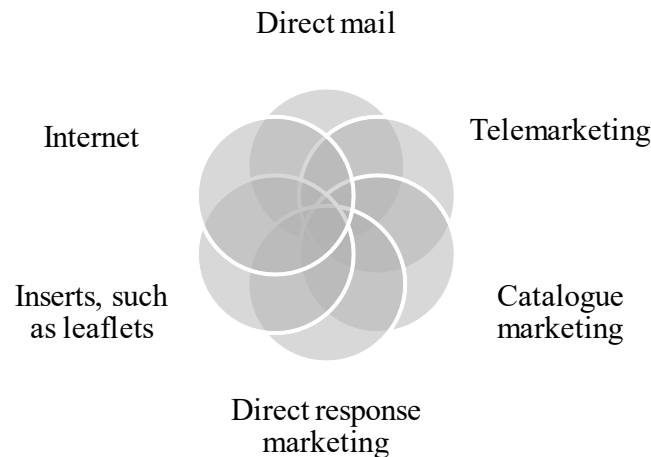 Direct mail
Internet
Telemarketing
Inserts, such
as leaflets
Catalogue
marketing
Direct response
marketing